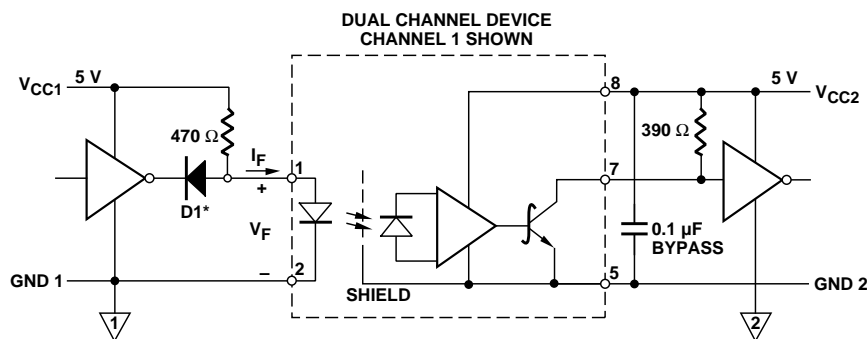 DUAL CHANNEL DEVICE
CHANNEL 1 SHOWN
VCC1
5 V
8
5 V
VCC2
470 Ω
390 Ω
IF
1
7
+
D1*
VF
0.1 µF
BYPASS
–
2
5
GND 1
SHIELD
GND 2
1
2